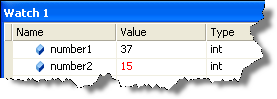 Watch 1
Name Value Type
number1 37 int
number2 15 int